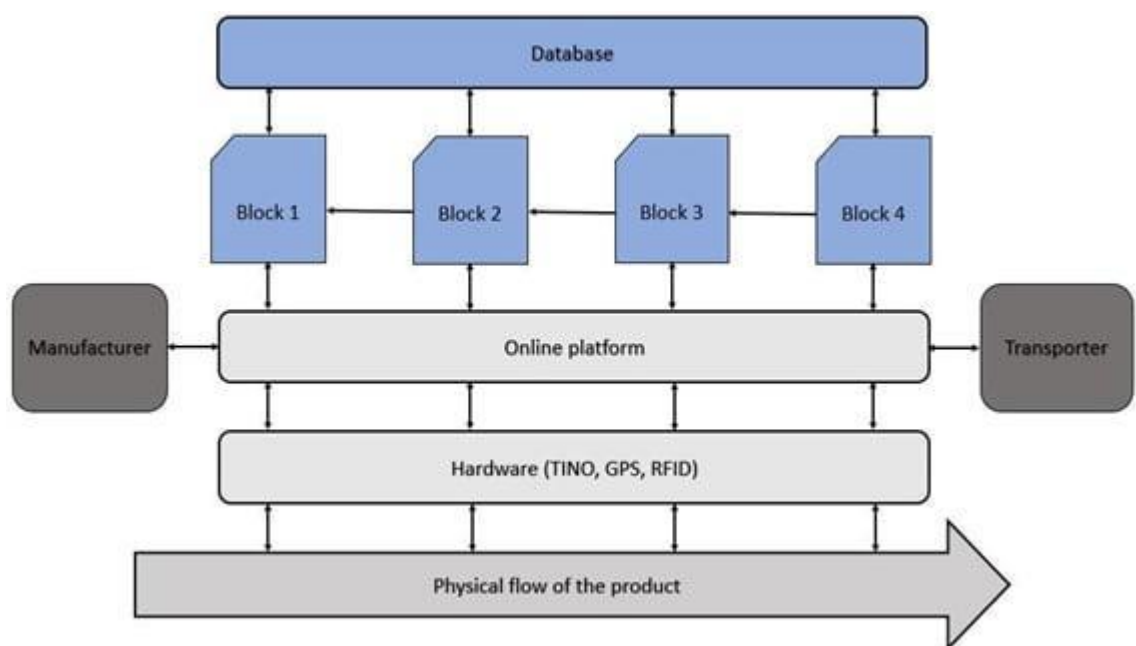 Database
Block 1
Block 2
Block 3
Block 4
Manufacturer
Online platform
Transporter
Hardware (TINO, GPS, RFID)
Physical flow of the product